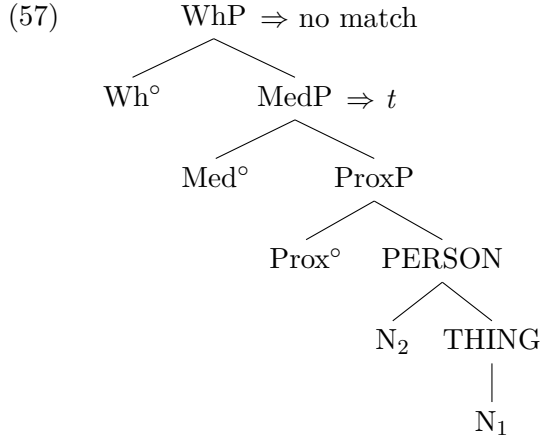 (57) WhP ⇒ no match
Wh° MedP ⇒ t
Med° ProxP
Prox° PERSON
N₂ THING
N₁